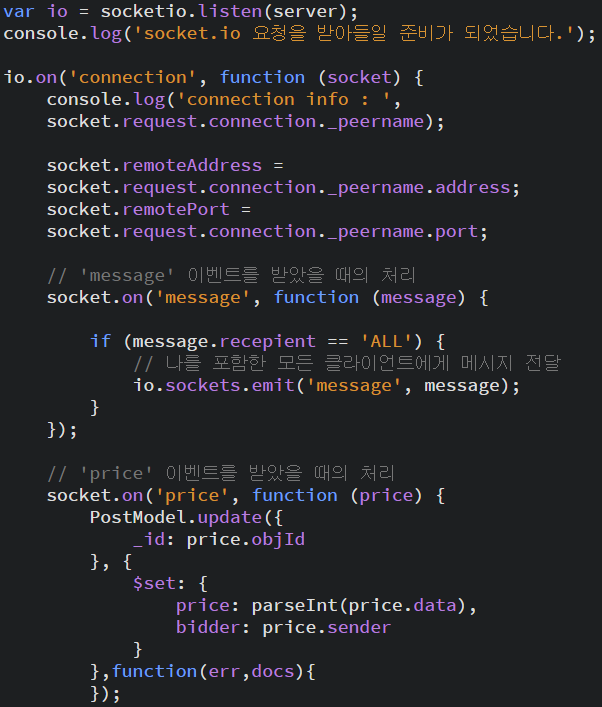 var io = socketio.listen(server);
console.log('socket.io 요청을 받아들일 준비가 되었습니다.');
io.on('connection', function (socket) {
    console.log('connection info : ',
    socket.request.connection._peername);
    socket.remoteAddress =
    socket.request.connection._peername.address;
    socket.remotePort =
    socket.request.connection._peername.port;
    // 'message' 이벤트를 받았을 때의 처리
    socket.on('message', function (message) {
        if (message.recepient == 'ALL') {
            // 나를 포함한 모든 클라이언트에게 메시지 전달
            io.sockets.emit('message', message);
        }
    });
    // 'price' 이벤트를 받았을 때의 처리
    socket.on('price', function (price) {
        PostModel.update({
            _id: price.objId
        }, {
            $set: {
                price: parseInt(price.data),
                bidder: price.sender
            }
        },function(err,docs){
        });